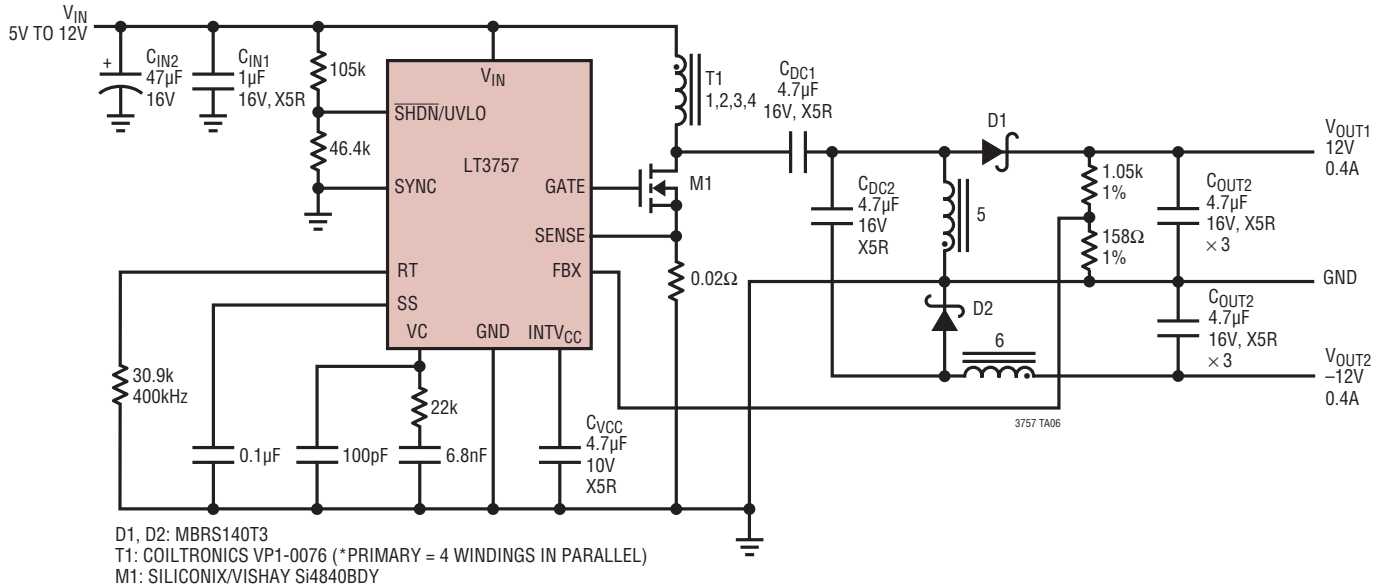 VIN
5V TO 12V
+
CIN2
47µF
16V
CIN1
1µF
16V, X5R
105k
46.4k
VIN
SHDN/UVLO
LT3757
SYNC
GATE
SENSE
RT
FBX
SS
VC
GND
INTVCC
T1
1,2,3,4
M1
0.02Ω
CDC1
4.7µF
16V, X5R
CDC2
4.7µF
16V
X5R
D1
5
D2
6
1.05k
1%
158Ω
1%
COUT2
4.7µF
16V, X5R
× 3
COUT2
4.7µF
16V, X5R
× 3
VOUT1
12V
0.4A
GND
VOUT2
–12V
0.4A
30.9k
400kHz
0.1µF
100pF
22k
6.8nF
CVCC
4.7µF
10V
X5R
3757 TA06
D1, D2: MBRS140T3
T1: COILTRONICS VP1-0076 (*PRIMARY = 4 WINDINGS IN PARALLEL)
M1: SILICONIX/VISHAY Si4840BDY